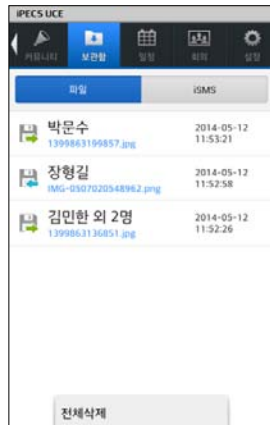 iPECS UCE
커뮤니티
보관함
일정
회의
설정
파일
iSMS
박문수
2014-05-12
1399863199857.jpg
11:53:21
장형길
2014-05-12
IMG-0507020548962.png
11:52:58
김민한 외 2명
2014-05-12
1399863136851.jpg
11:52:26
전체삭제